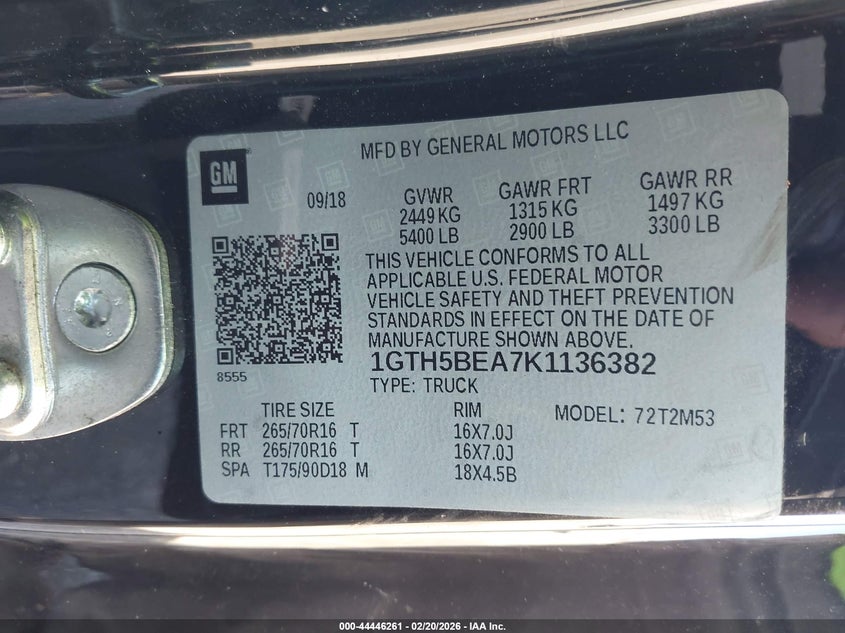 MFD BY GENERAL MOTORS LLC
GM
09/18
GVWR GAWR FRT GAWR RR
2449 KG 1315 KG 1497 KG
5400 LB 2900 LB 3300 LB
THIS VEHICLE CONFORMS TO ALL
APPLICABLE U.S. FEDERAL MOTOR
VEHICLE SAFETY AND THEFT PREVENTION
STANDARDS IN EFFECT ON THE DATE OF
MANUFACTURE SHOWN ABOVE.
8555
1GTH5BEA7K1136382
TYPE: TRUCK
TIRE SIZE RIM MODEL: 72T2M53
FRT 265/70R16 T 16X7.0J
RR 265/70R16 T 16X7.0J
SPA T175/90D18 M 18X4.5B
000-44446261 - 02/20/2026 - IAA Inc.